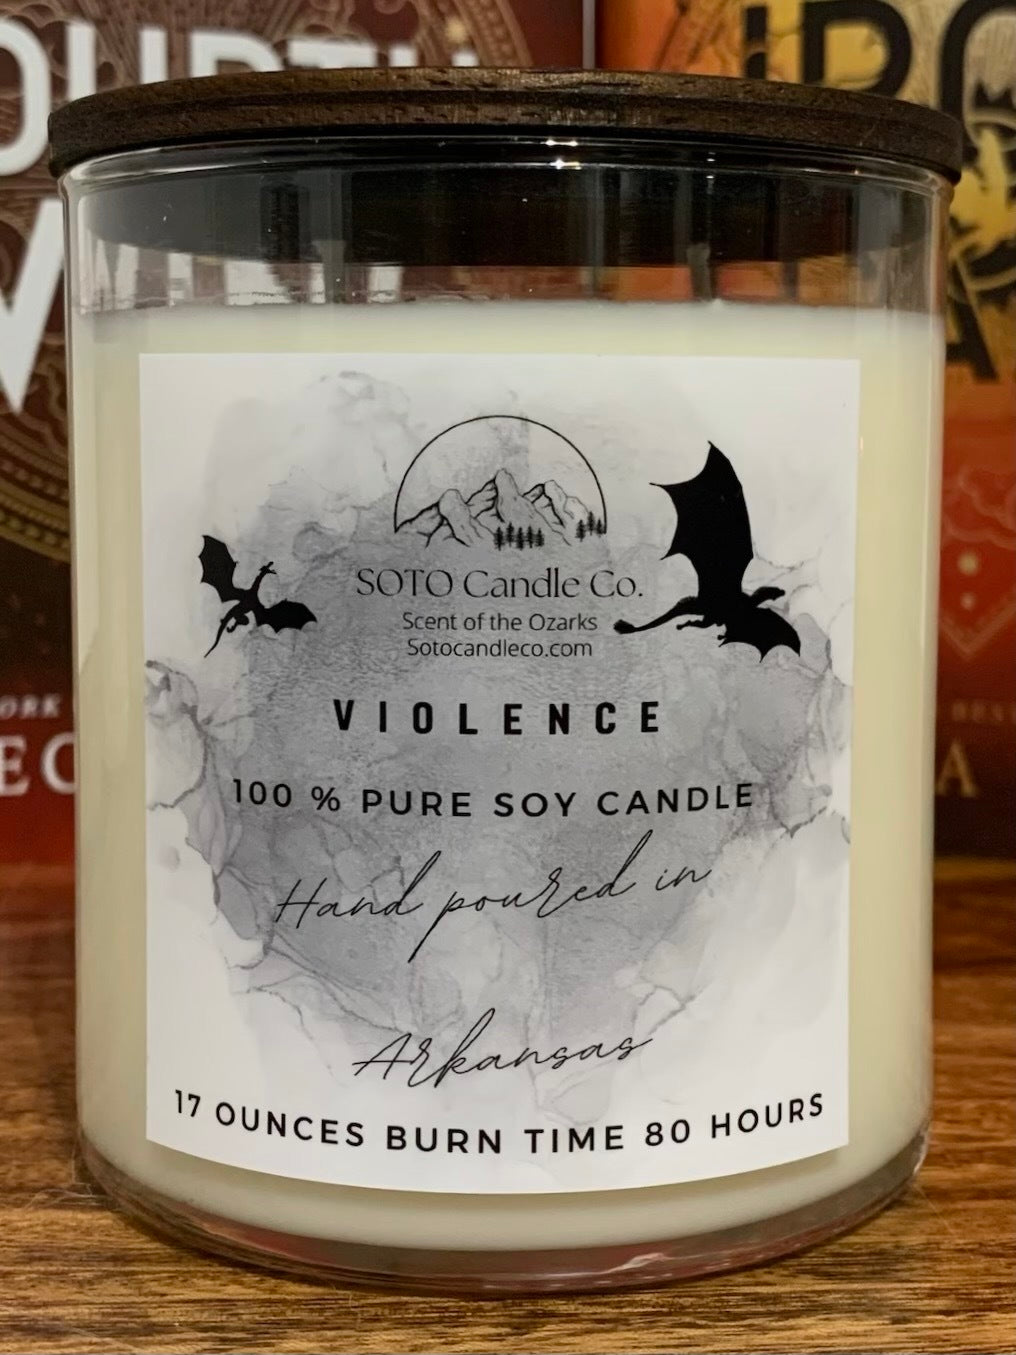 SOTO Candle Co.
Scent of the Ozarks
Sotocandleco.com
VIOLENCE
100 % PURE SOY CANDLE
Hand poured in
Arkansas
17 OUNCES BURN TIME 80 HOURS